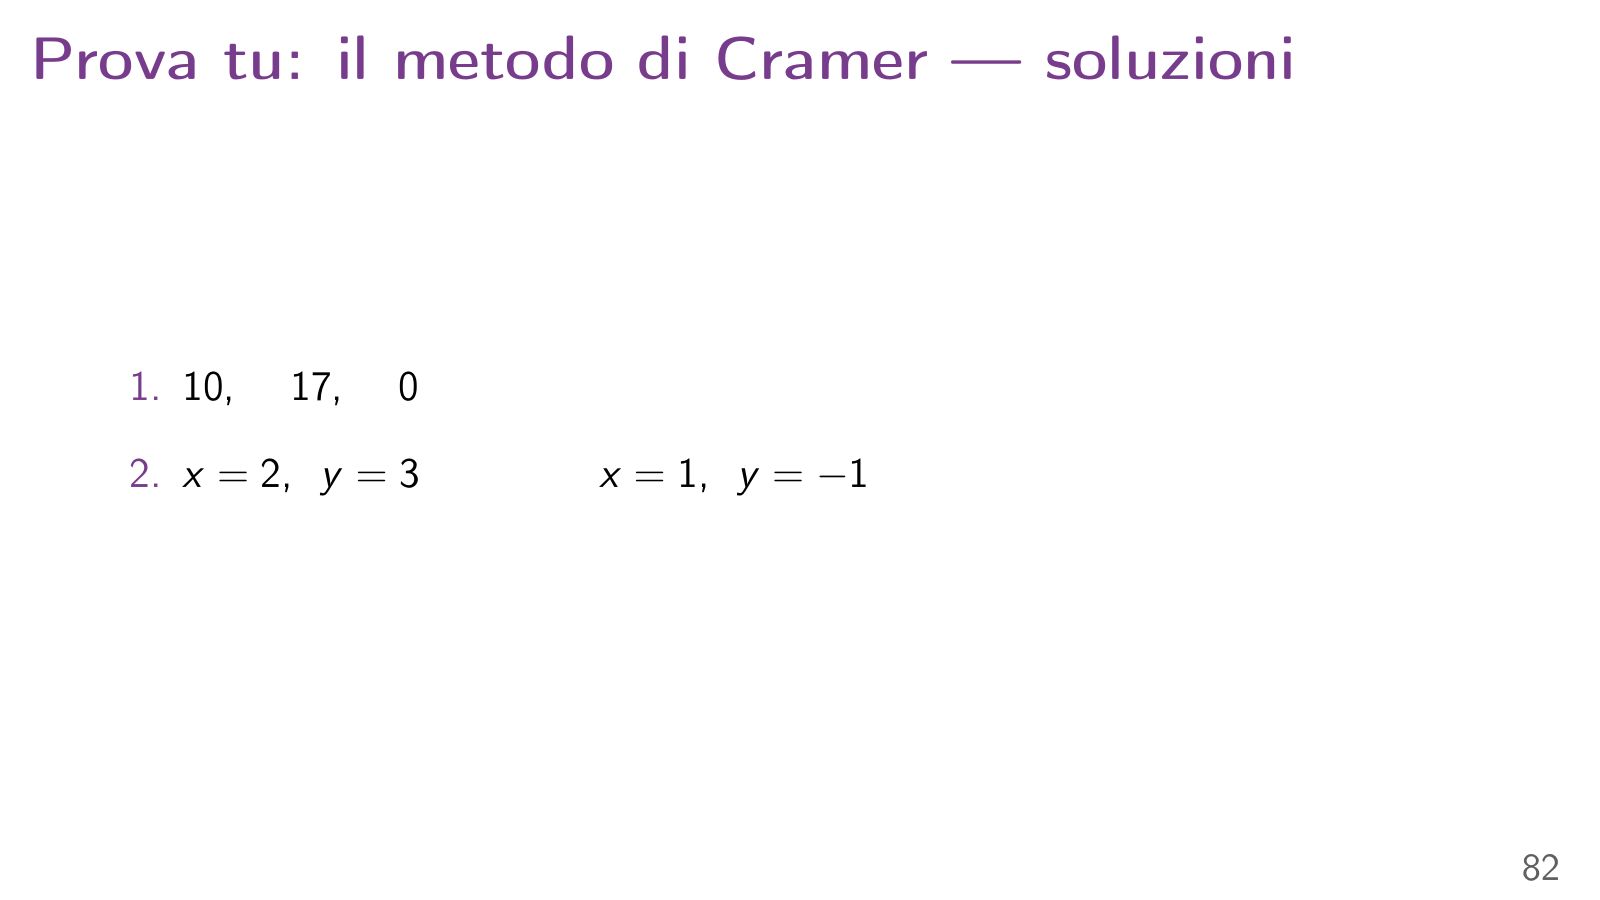 Prova tu: il metodo di Cramer — soluzioni
1. 10, 17, 0
2. x = 2, y = 3 x = 1, y = −1
82